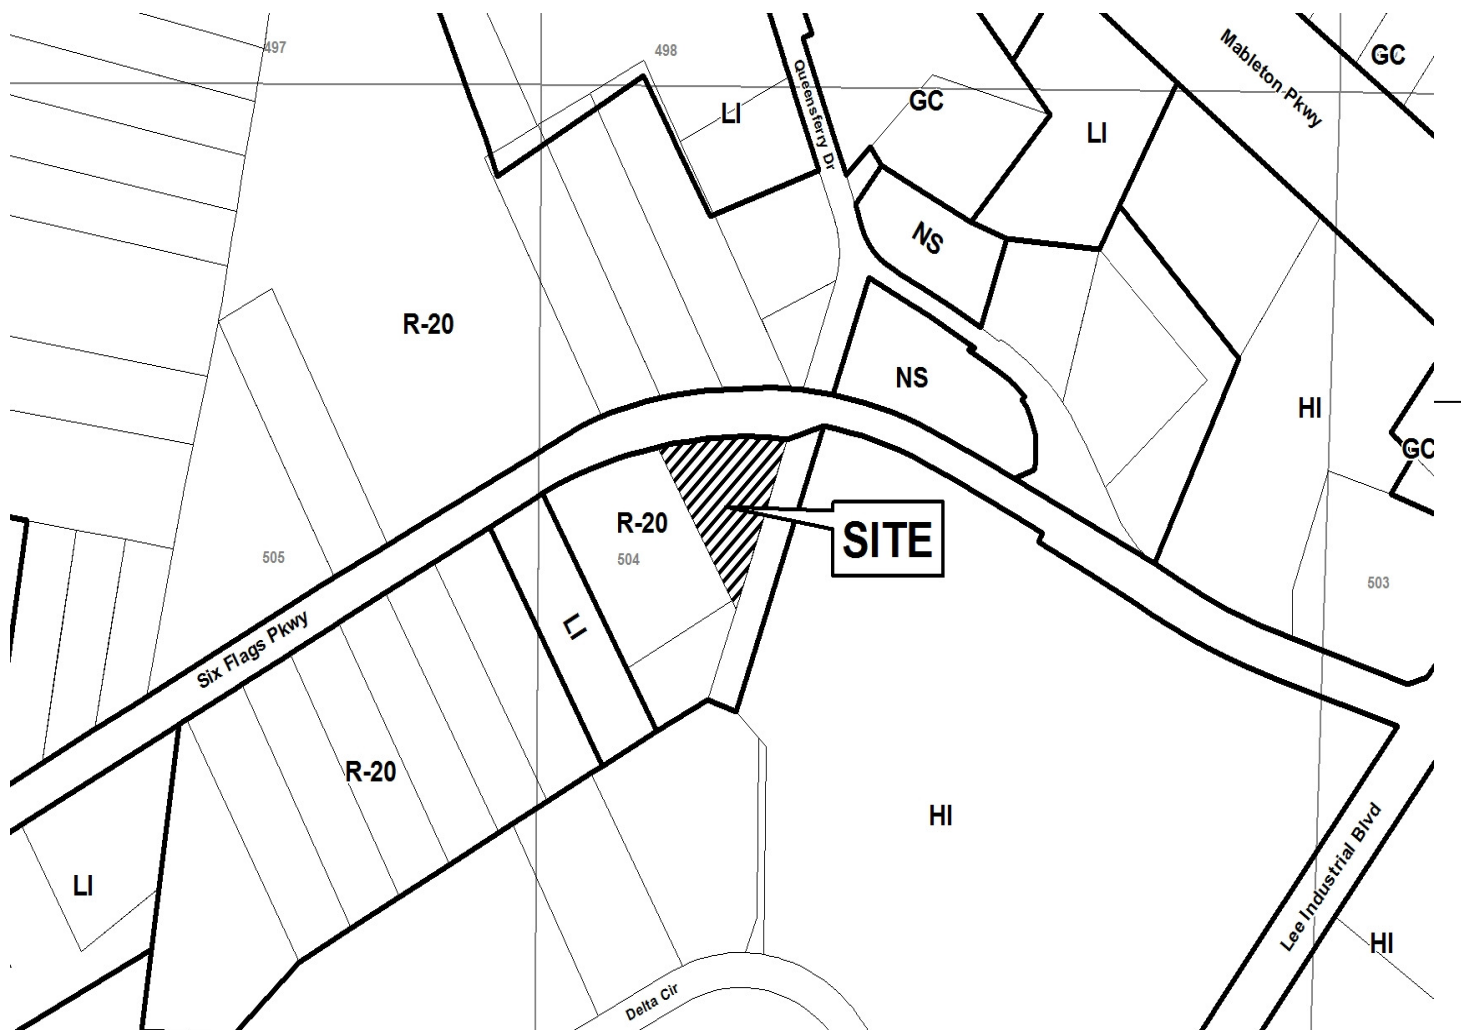 497
498
Mableton Pkwy
GC
Queensferry Dr
GC
LI
LI
NS
R-20
NS
HI
GC
R-20
SITE
505
504
503
LI
Six Flags Pkwy
R-20
HI
LI
Lee Industrial Blvd
HI
Delta Cir